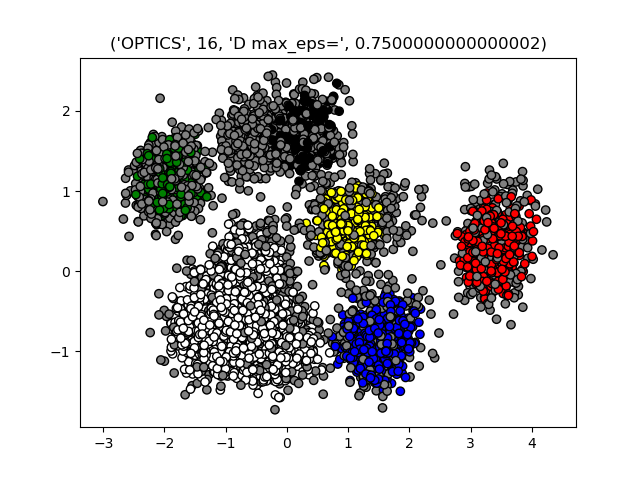 ('OPTICS', 16, 'D max_eps=', 0.7500000000000002)
2
1
0
−1
−3 −2 −1 0 1 2 3 4